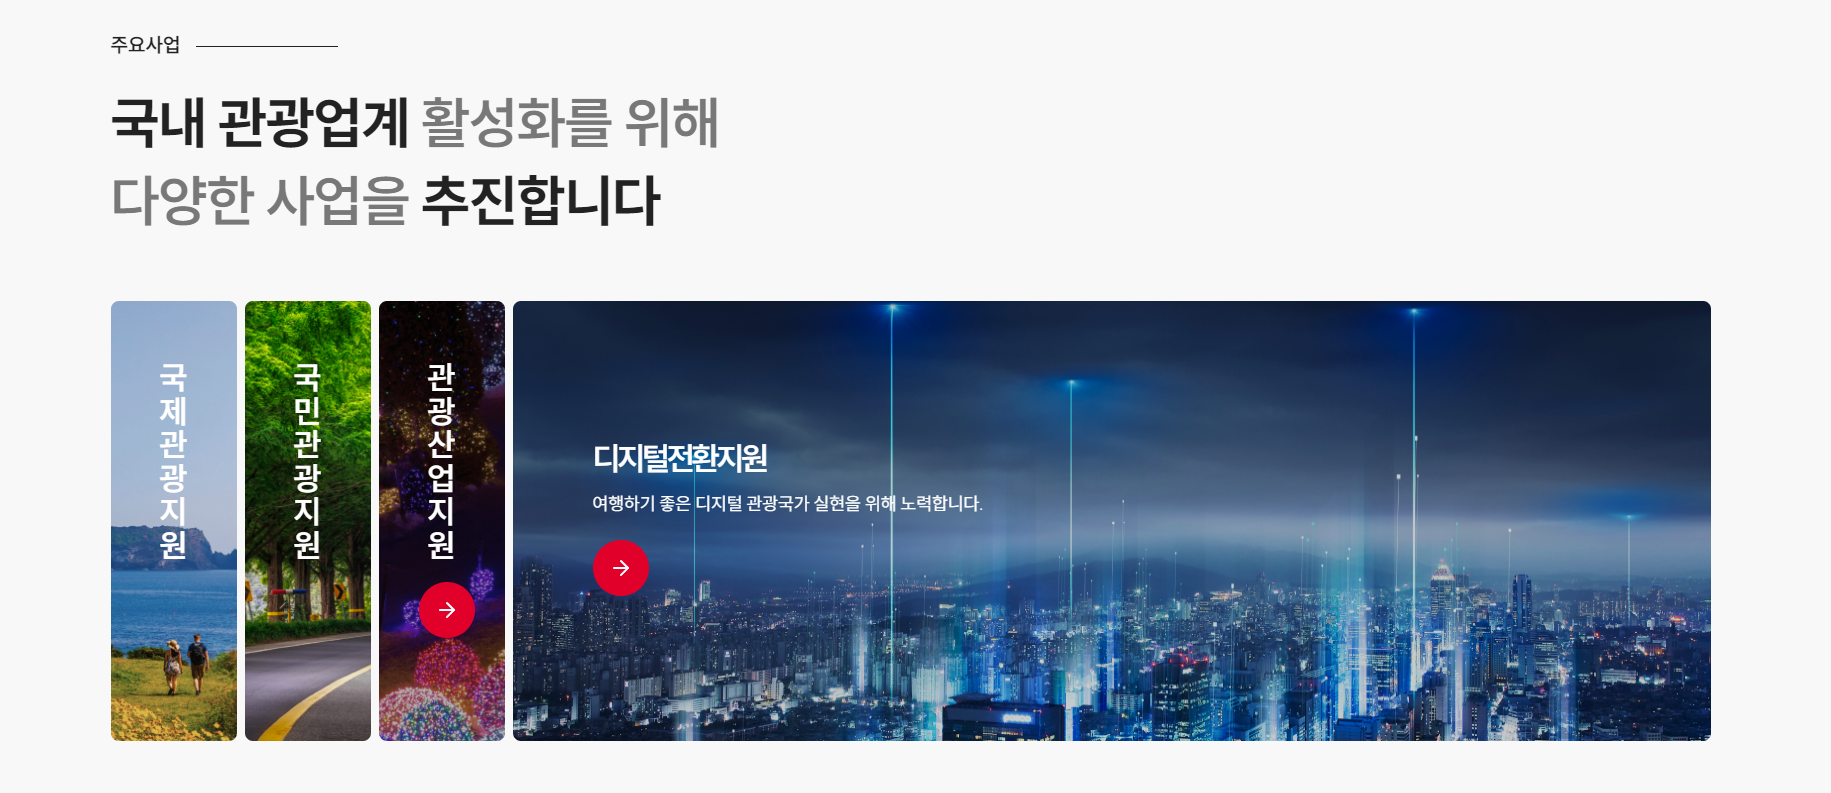 주요사업
국내 관광업계 활성화를 위해
다양한 사업을 추진합니다
국제관광지원
국민관광지원
관광산업지원
디지털전환지원
여행하기 좋은 디지털 관광국가 실현을 위해 노력합니다.